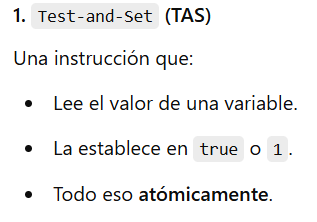 1. Test-and-Set (TAS)
Una instrucción que:
• Lee el valor de una variable.
• La establece en true o 1.
• Todo eso atómicamente.